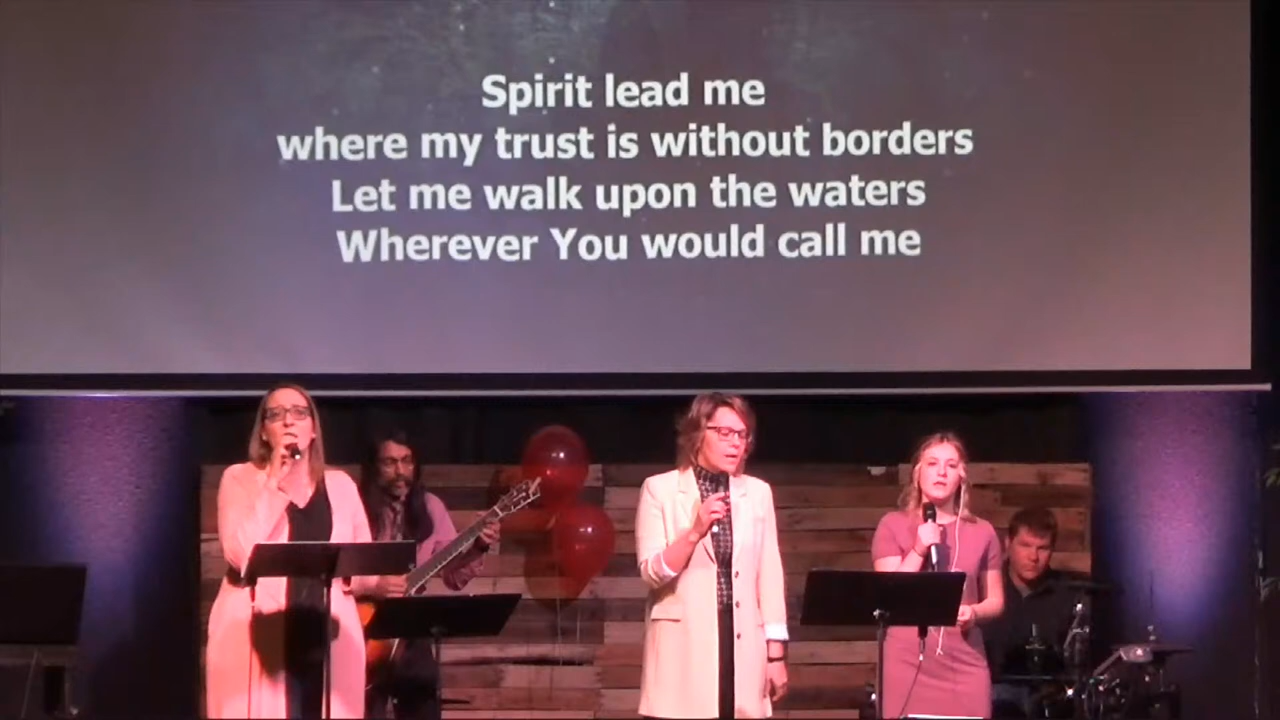 Spirit lead me
where my trust is without borders
Let me walk upon the waters
Wherever You would call me